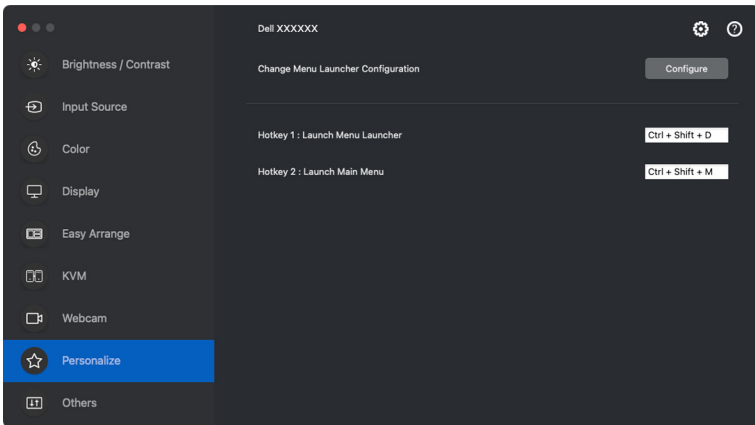 Dell XXXXXX
Brightness / Contrast
Change Menu Launcher Configuration
Configure
Input Source
Hotkey 1 : Launch Menu Launcher
Ctrl + Shift + D
Color
Hotkey 2 : Launch Main Menu
Ctrl + Shift + M
Display
Easy Arrange
KVM
Webcam
Personalize
Others